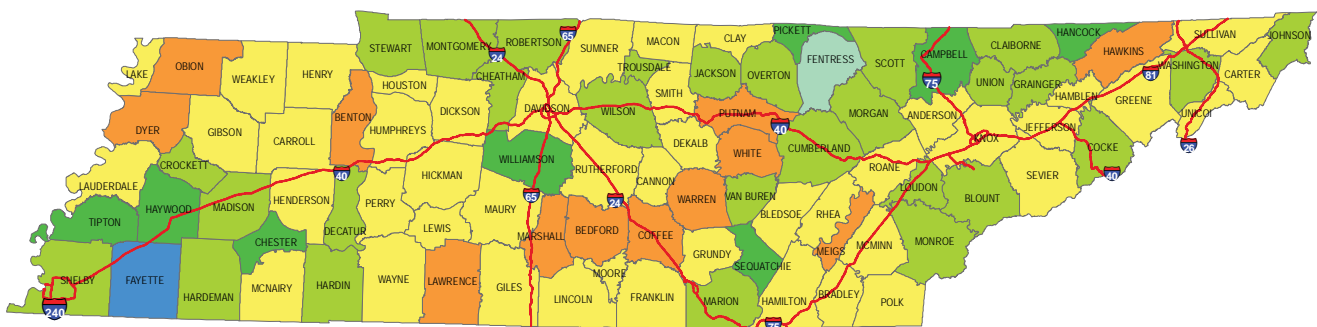 PICKETT
HANCOCK
STEWART
MONTGOMERY
ROBERTSON
65
SUMNER
MACON
CLAY
FENTRESS
SCOTT
CAMPBELL
CLAIBORNE
HAWKINS
SULLIVAN
JOHNSON
LAKE
OBION
WEAKLEY
HENRY
24
CHEATHAM
TROUSDALE
JACKSON
OVERTON
75
UNION
GRAINGER
81
WASHINGTON
CARTER
HOUSTON
DICKSON
SMITH
HAMBLEN
GREENE
DYER
GIBSON
CARROLL
BENTON
HUMPHREYS
DAVIDSON
WILSON
PUTNAM
40
MORGAN
ANDERSON
JEFFERSON
UNICOI
CROCKETT
40
HICKMAN
WILLIAMSON
RUTHERFORD
CANNON
DEKALB
WHITE
CUMBERLAND
ROANE
KNOX
SEVIER
COCKE
40
26
LAUDERDALE
TIPTON
HAYWOOD
MADISON
HENDERSON
DECATUR
PERRY
LEWIS
MAURY
65
24
WARREN
VAN BUREN
BLEDSOE
RHEA
LOUDON
BLOUNT
CHESTER
MARSHALL
BEDFORD
COFFEE
GRUNDY
SEQUATCHIE
MEIGS
MCMINN
MONROE
SHELBY
FAYETTE
HARDEMAN
MCNAIRY
HARDIN
WAYNE
LAWRENCE
GILES
LINCOLN
MOORE
FRANKLIN
MARION
HAMILTON
BRADLEY
POLK
240
75